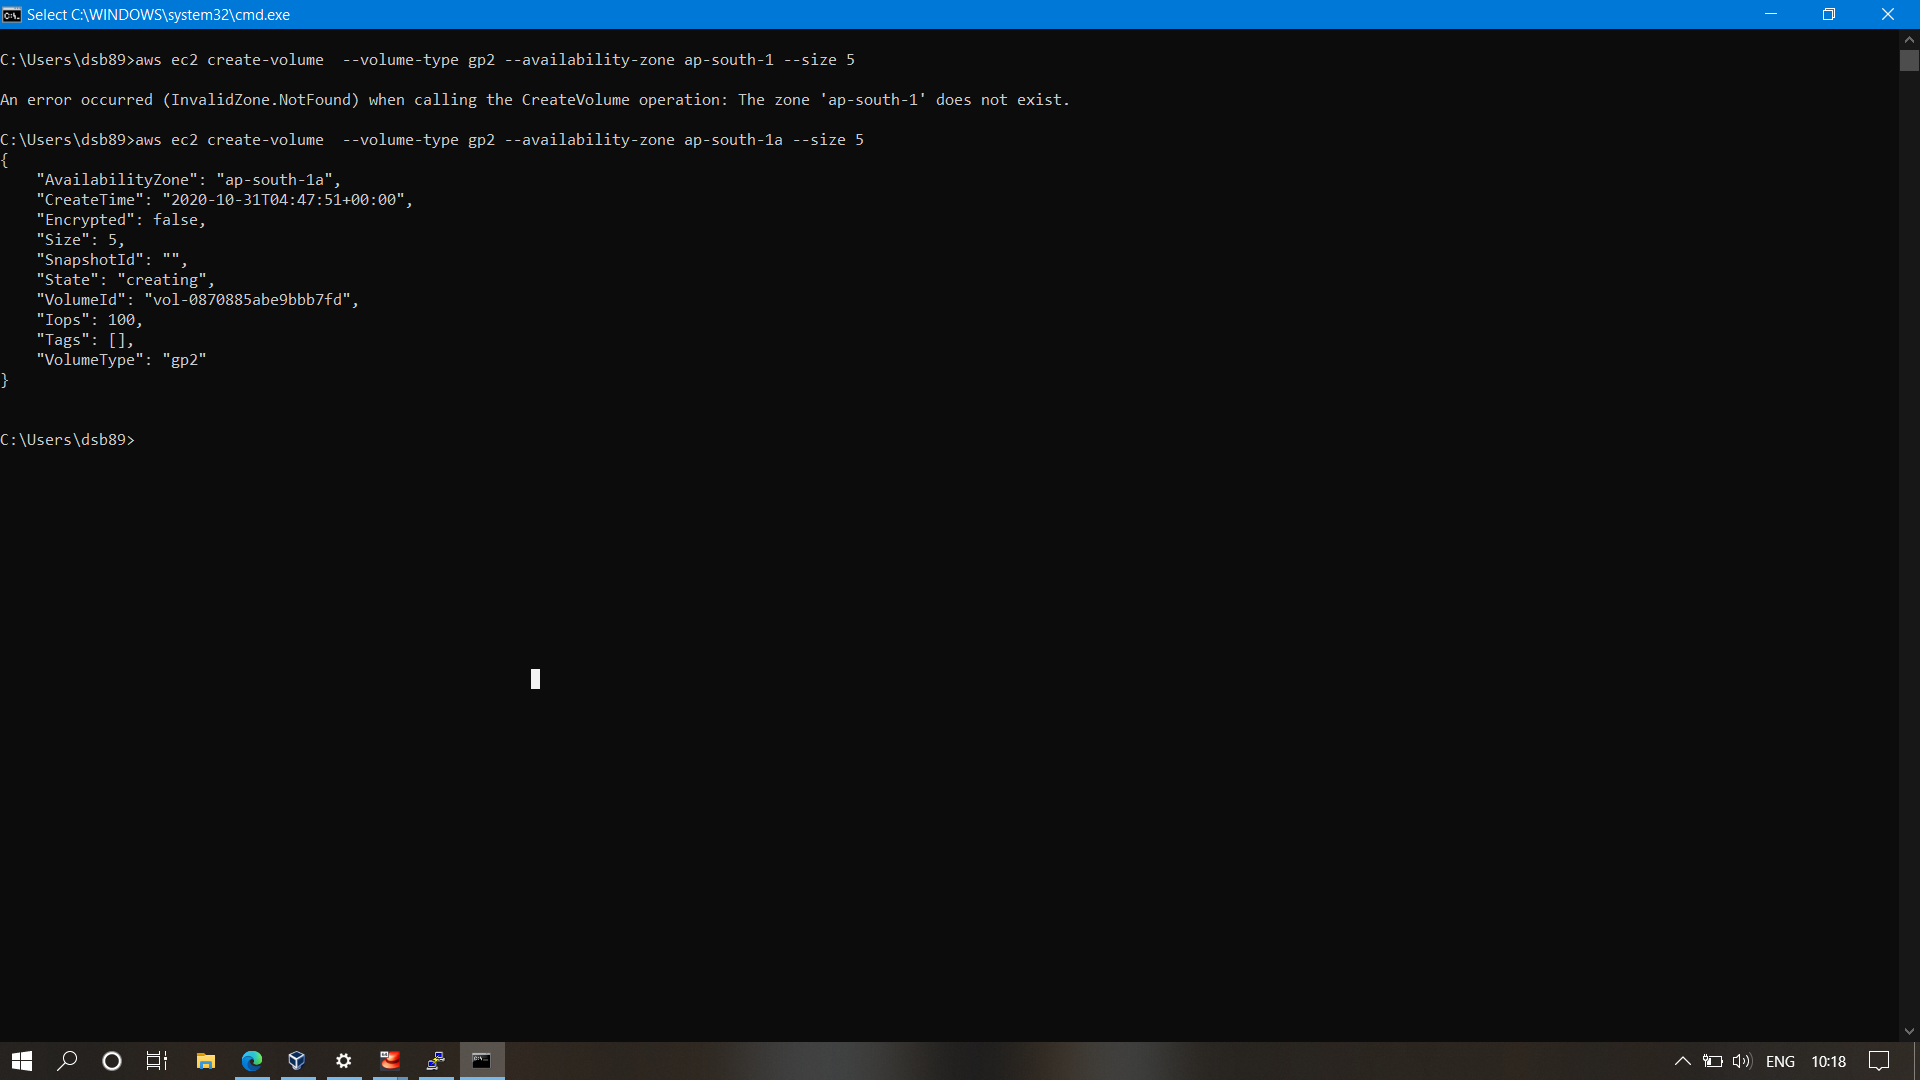 Select C:\WINDOWS\system32\cmd.exe
C:\Users\dsb89>aws ec2 create-volume  --volume-type gp2 --availability-zone ap-south-1 --size 5
An error occurred (InvalidZone.NotFound) when calling the CreateVolume operation: The zone 'ap-south-1' does not exist.
C:\Users\dsb89>aws ec2 create-volume  --volume-type gp2 --availability-zone ap-south-1a --size 5
{
    "AvailabilityZone": "ap-south-1a",
    "CreateTime": "2020-10-31T04:47:51+00:00",
    "Encrypted": false,
    "Size": 5,
    "SnapshotId": "",
    "State": "creating",
    "VolumeId": "vol-0870885abe9bbb7fd",
    "Iops": 100,
    "Tags": [],
    "VolumeType": "gp2"
}
C:\Users\dsb89>
ENG 10:18